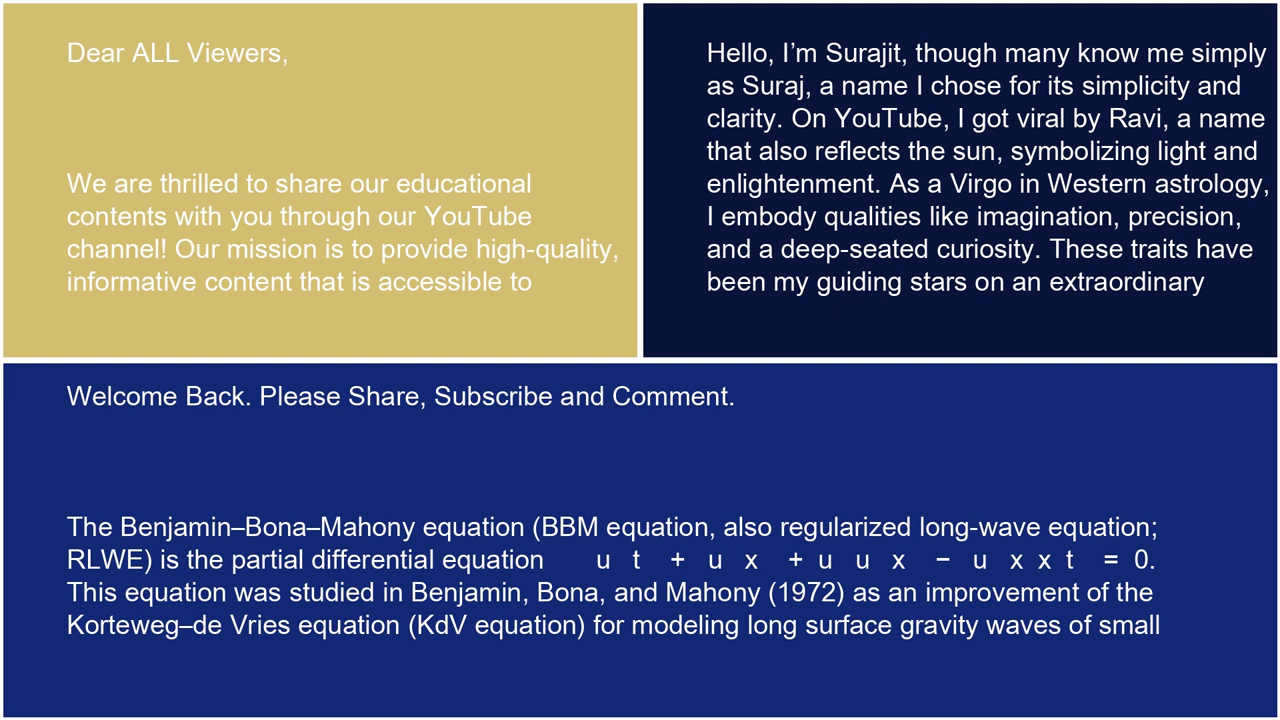 Dear ALL Viewers,
We are thrilled to share our educational
contents with you through our YouTube
channel! Our mission is to provide high-quality,
informative content that is accessible to
Hello, I’m Surajit, though many know me simply
as Suraj, a name I chose for its simplicity and
clarity. On YouTube, I got viral by Ravi, a name
that also reflects the sun, symbolizing light and
enlightenment. As a Virgo in Western astrology,
I embody qualities like imagination, precision,
and a deep-seated curiosity. These traits have
been my guiding stars on an extraordinary
Welcome Back. Please Share, Subscribe and Comment.
The Benjamin–Bona–Mahony equation (BBM equation, also regularized long-wave equation;
RLWE) is the partial differential equation u t + u x + u u x − u x x t = 0.
This equation was studied in Benjamin, Bona, and Mahony (1972) as an improvement of the
Korteweg–de Vries equation (KdV equation) for modeling long surface gravity waves of small